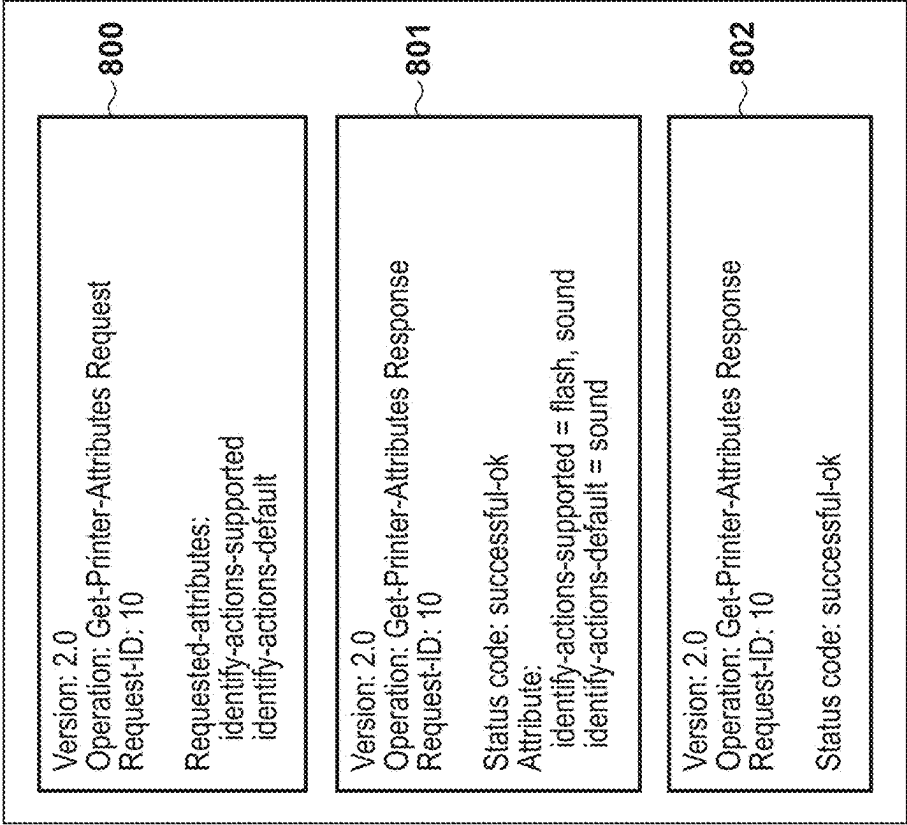 800
Version: 2.0
Operation: Get-Printer-Attributes Request
Request-ID: 10
Requested-attributes:
identify-actions-supported
identify-actions-default
801
Version: 2.0
Operation: Get-Printer-Attributes Response
Request-ID: 10
Status code: successful-ok
Attribute:
identify-actions-supported = flash, sound
identify-actions-default = sound
802
Version: 2.0
Operation: Get-Printer-Attributes Response
Request-ID: 10
Status code: successful-ok